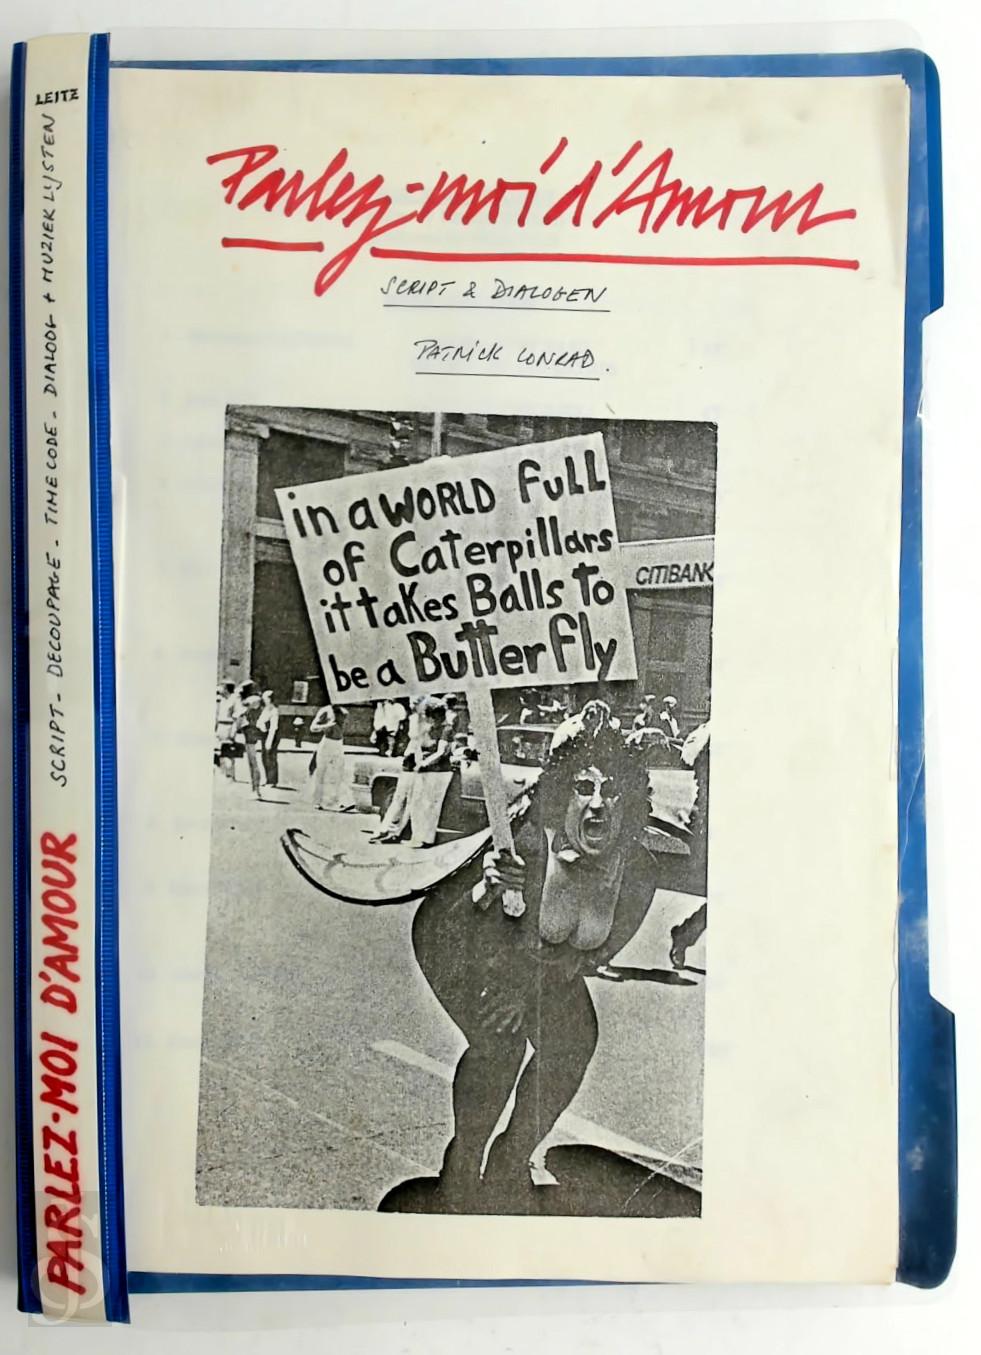 LEITZ
PARLEZ-MOI D'AMOUR SCRIPT - DECOUPAGE - TIMECODE - DIALOOG + MUZIEKLIJSTEN
Parlez-moi d'Amour
SCRIPT & DIALOGEN
PATRICK CONRAD.
in a WORLD FULL
of Caterpillars
it takes Balls to
be a Butterfly
CITIBANK